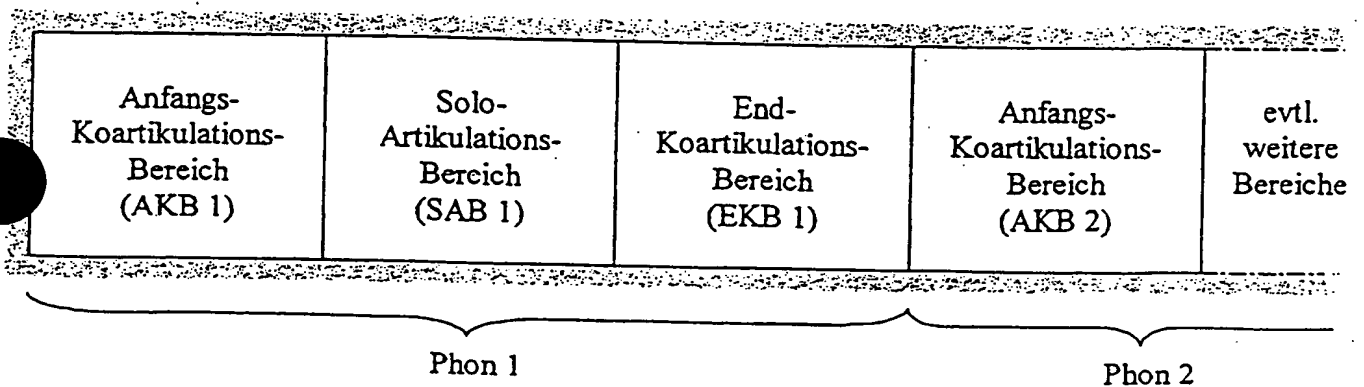 Anfangs-
Koartikulations-
Bereich
(AKB 1)
Solo-
Artikulations-
Bereich
(SAB 1)
End-
Koartikulations-
Bereich
(EKB 1)
Anfangs-
Koartikulations-
Bereich
(AKB 2)
evtl.
weitere
Bereiche
Phon 1
Phon 2